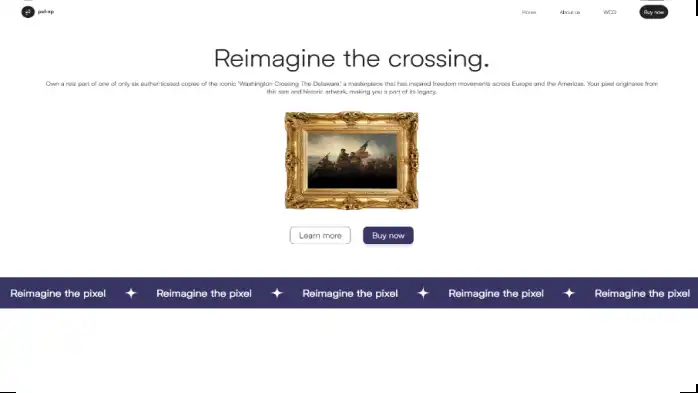 Home
About us
WCD
Buy now
Reimagine the crossing.
Own a real part of one of only six authenticated copies of the iconic 'Washington Crossing The Delaware,' a masterpiece that has inspired freedom movements across Europe and the Americas. Your pixel originates from
this rare and historic artwork, making you a part of its legacy.
Learn more
Buy now
Reimagine the pixel
Reimagine the pixel
Reimagine the pixel
Reimagine the pixel
Reimagine the pixel